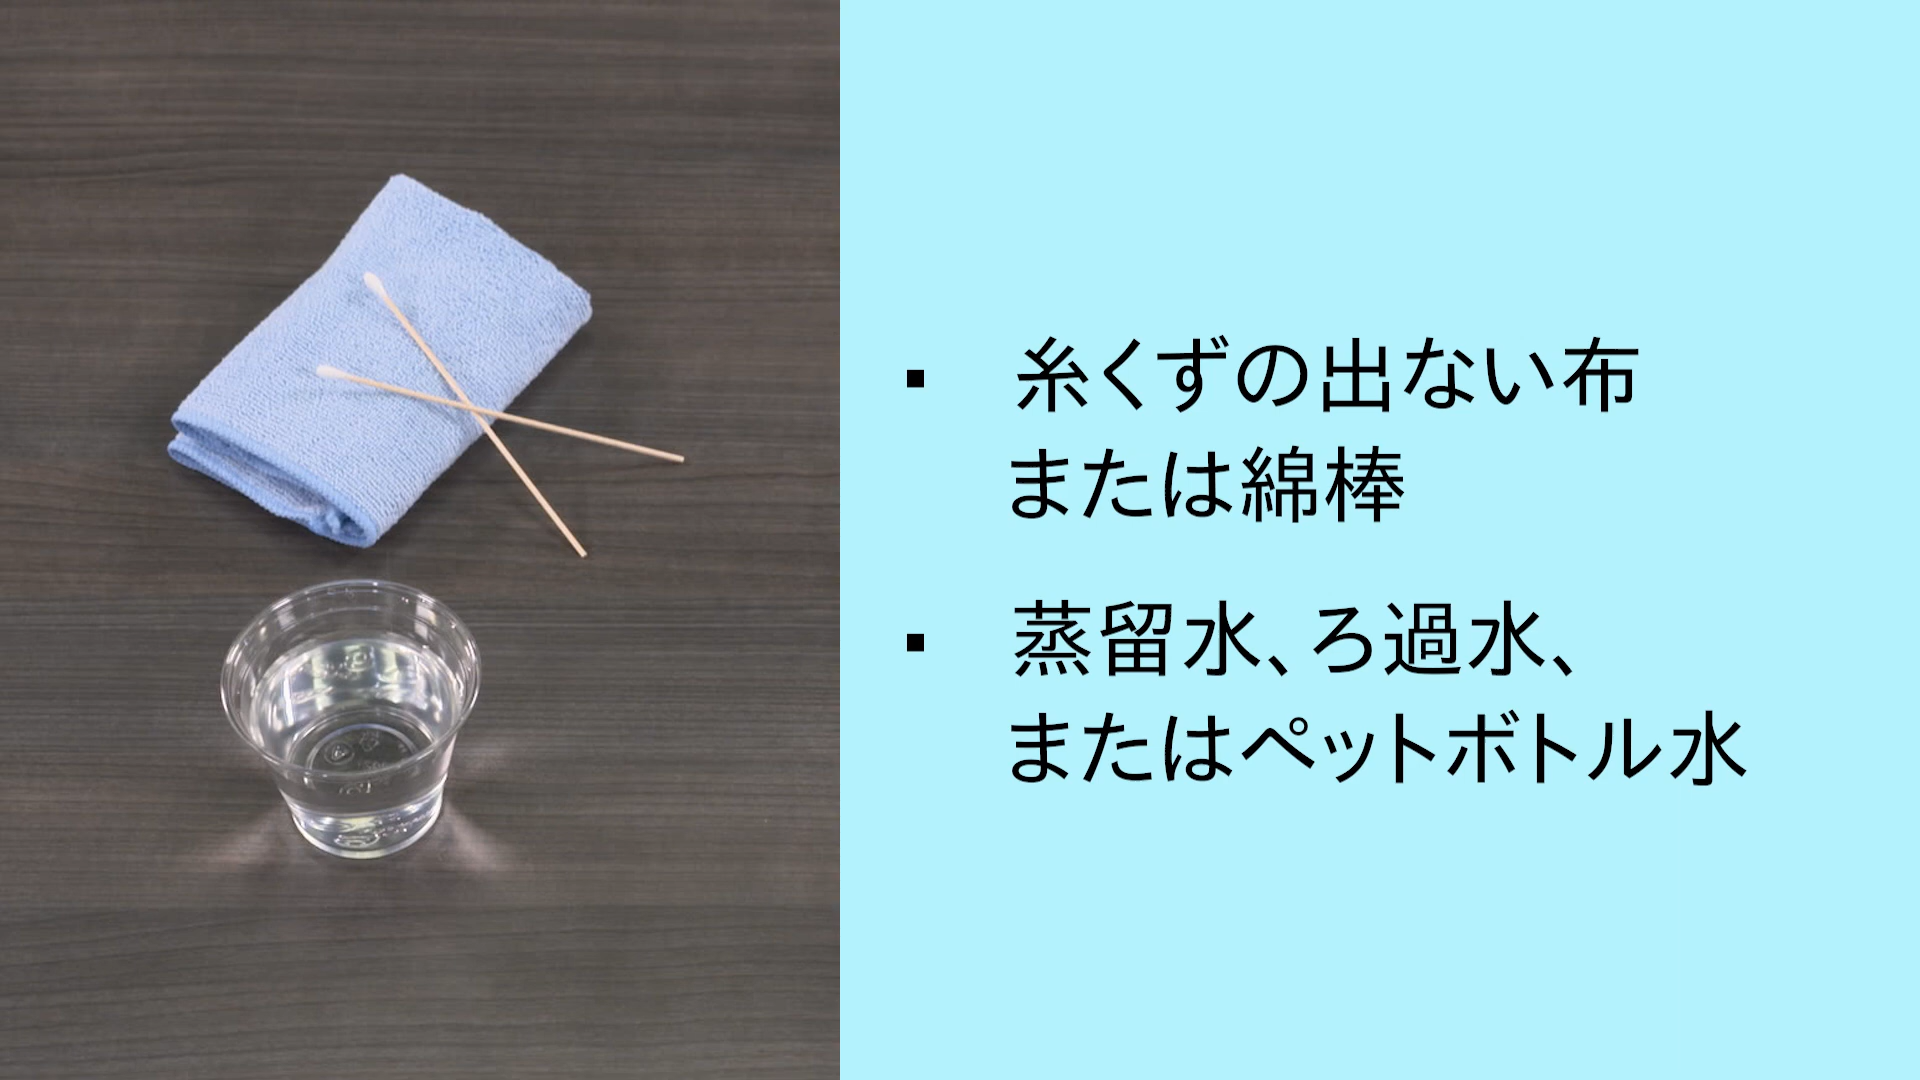 ▪ 糸くずの出ない布
または綿棒
▪ 蒸留水、ろ過水、
またはペットボトル水